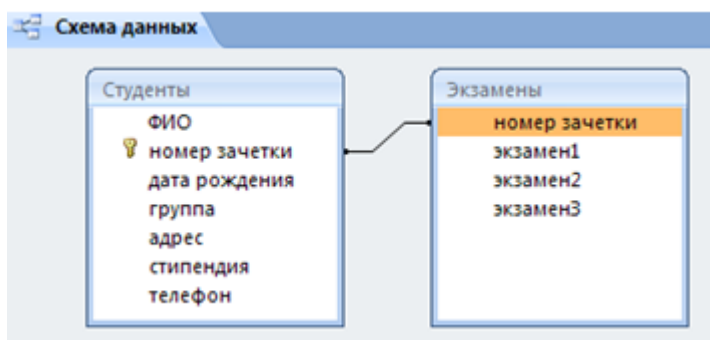 Схема данных
Студенты
ФИО
номер зачетки
дата рождения
группа
адрес
стипендия
телефон
Экзамены
номер зачетки
экзамен1
экзамен2
экзамен3